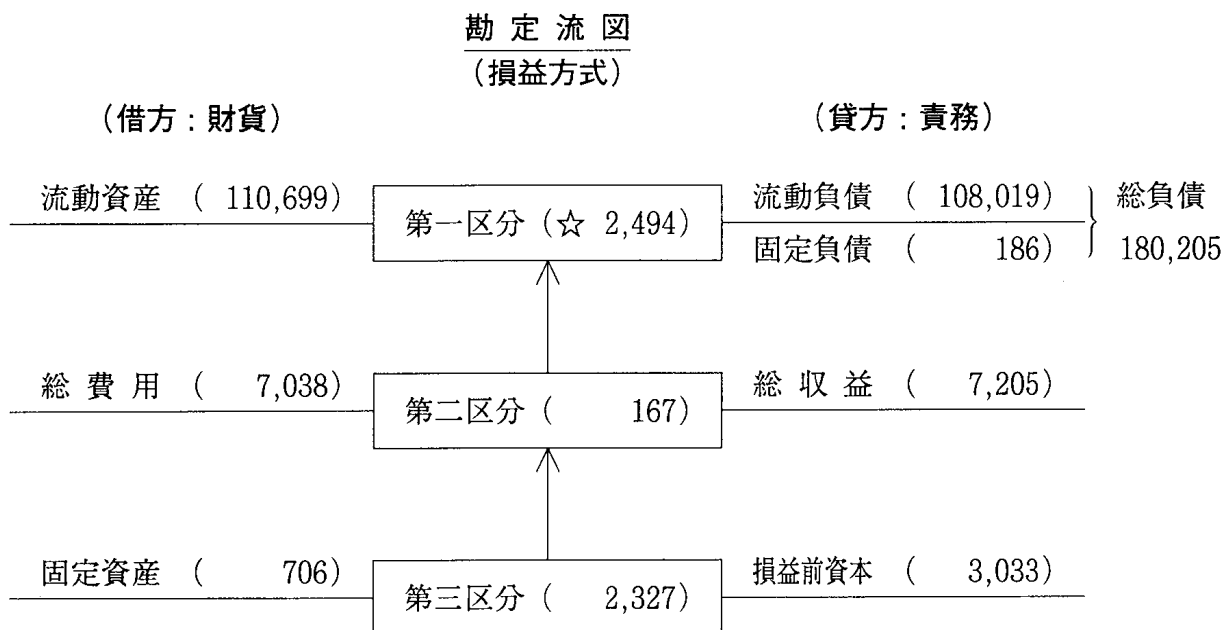 勘定流図
(損益方式)
(借方：財貨) (貸方：責務)
流動資産 ( 110,699) 第一区分 (☆ 2,494) 流動負債 ( 108,019) 総負債
固定負債 ( 186) 180,205
総費用 ( 7,038) 第二区分 ( 167) 総収益 ( 7,205)
固定資産 ( 706) 第三区分 ( 2,327) 損益前資本 ( 3,033)